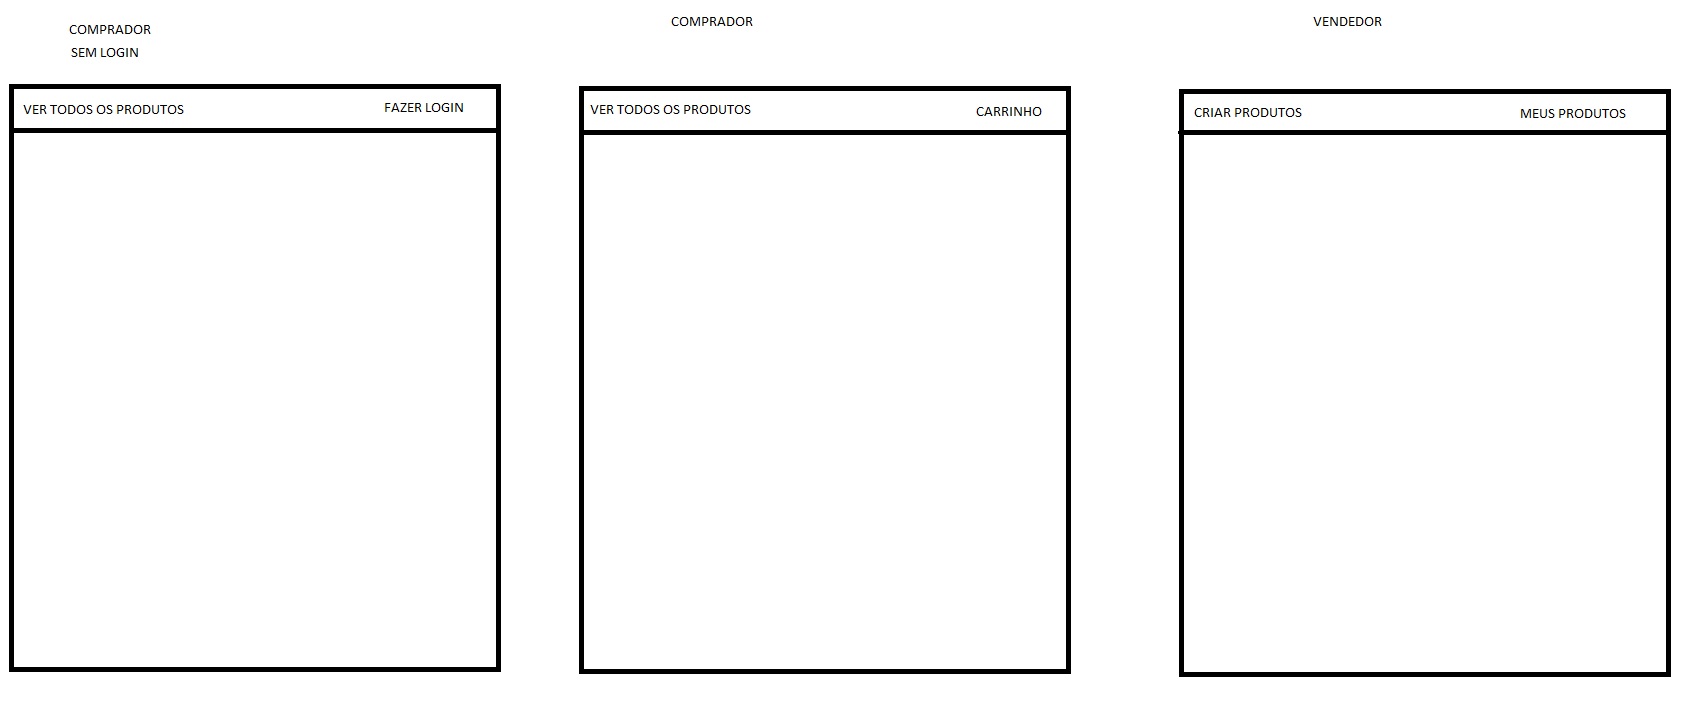 COMPRADOR
SEM LOGIN
VER TODOS OS PRODUTOS
FAZER LOGIN
COMPRADOR
VER TODOS OS PRODUTOS
CARRINHO
VENDEDOR
CRIAR PRODUTOS
MEUS PRODUTOS